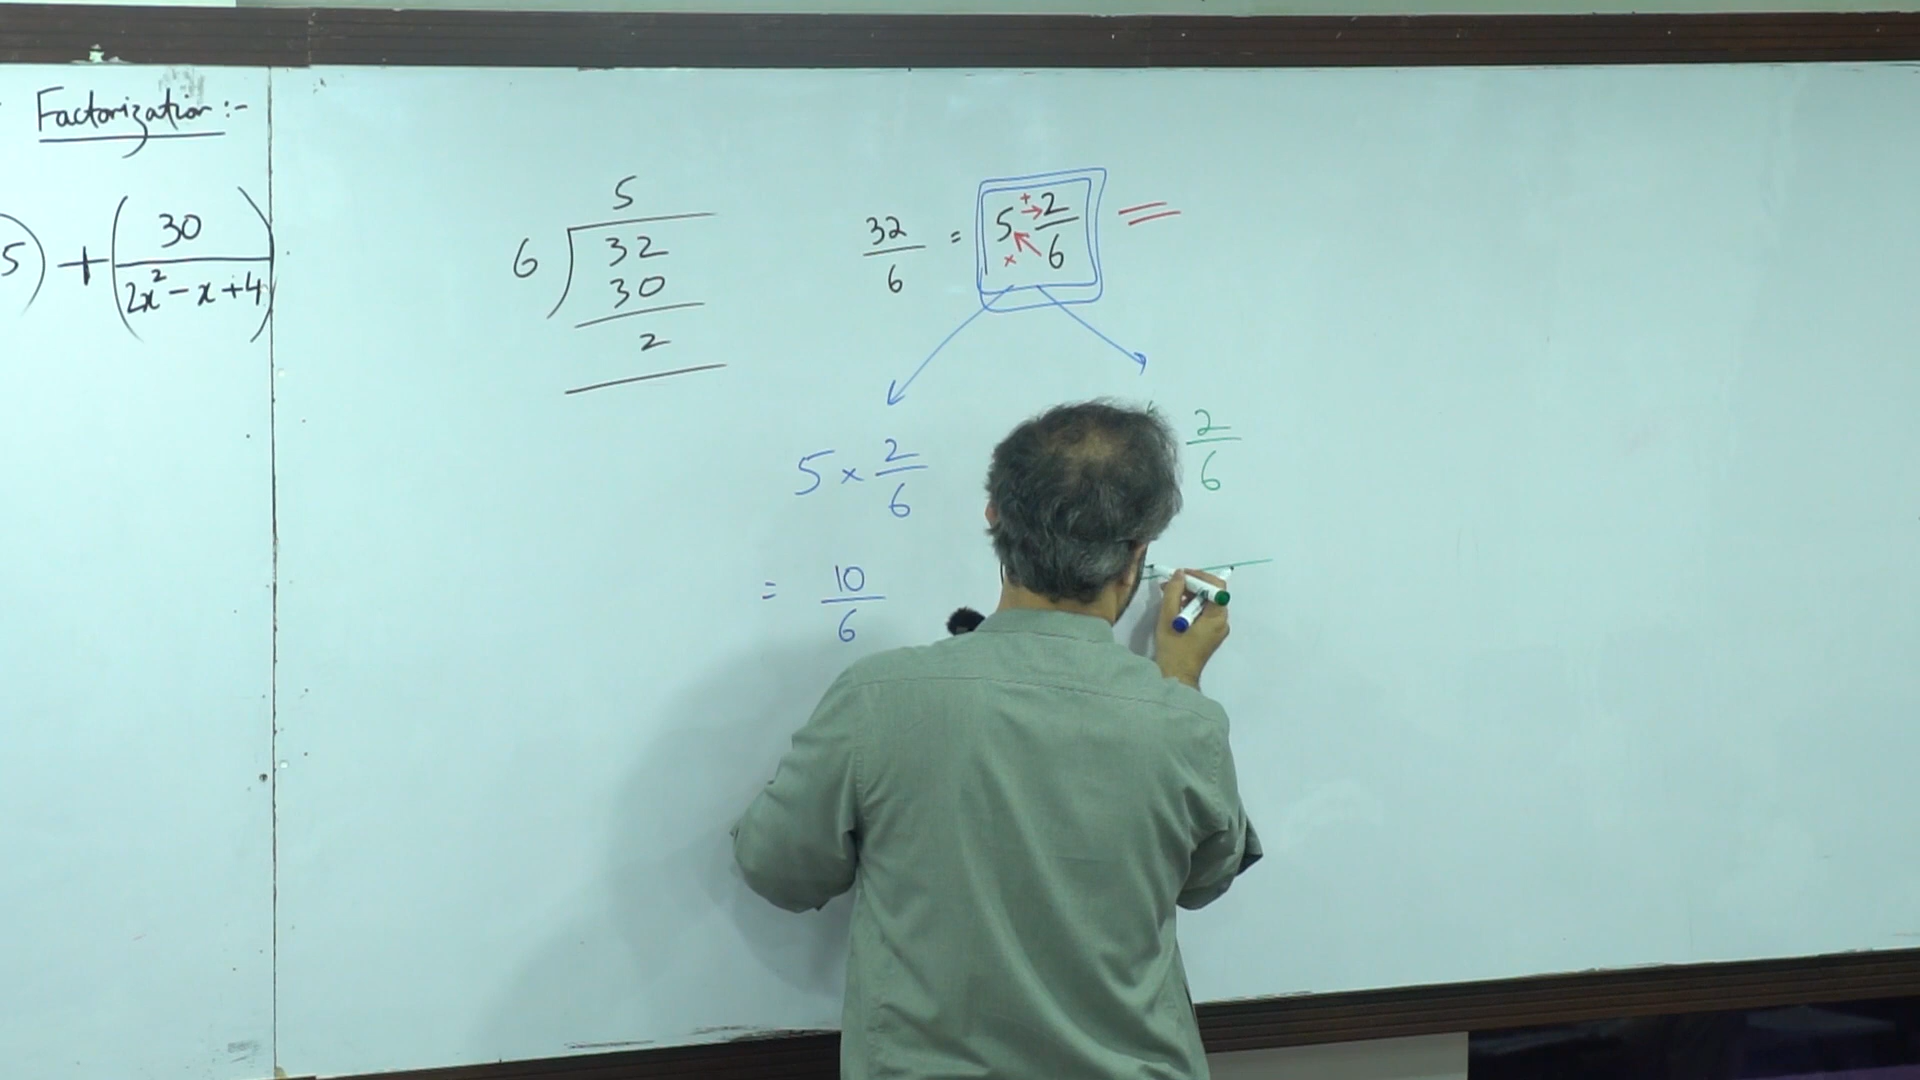 Factorization:-
5) + (30 / 2x² - x + 4)
5
6 ) 32
30
2
32/6 = 5 2/6 =
+ →
× ↖
5 × 2/6
= 10/6
2/6